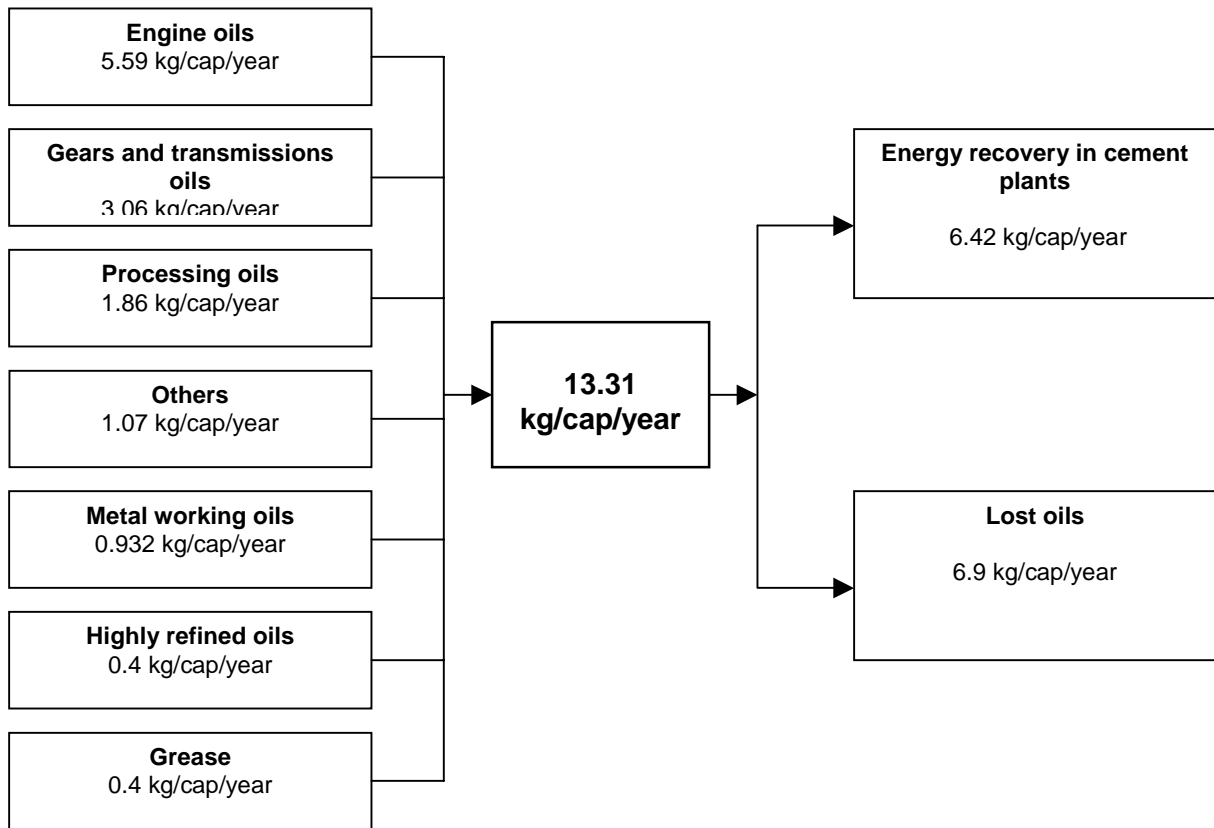 Engine oils
5.59 kg/cap/year
Gears and transmissions
oils
3.06 kg/cap/year
Processing oils
1.86 kg/cap/year
Others
1.07 kg/cap/year
Metal working oils
0.932 kg/cap/year
Highly refined oils
0.4 kg/cap/year
Grease
0.4 kg/cap/year
13.31
kg/cap/year
Energy recovery in cement
plants
6.42 kg/cap/year
Lost oils
6.9 kg/cap/year